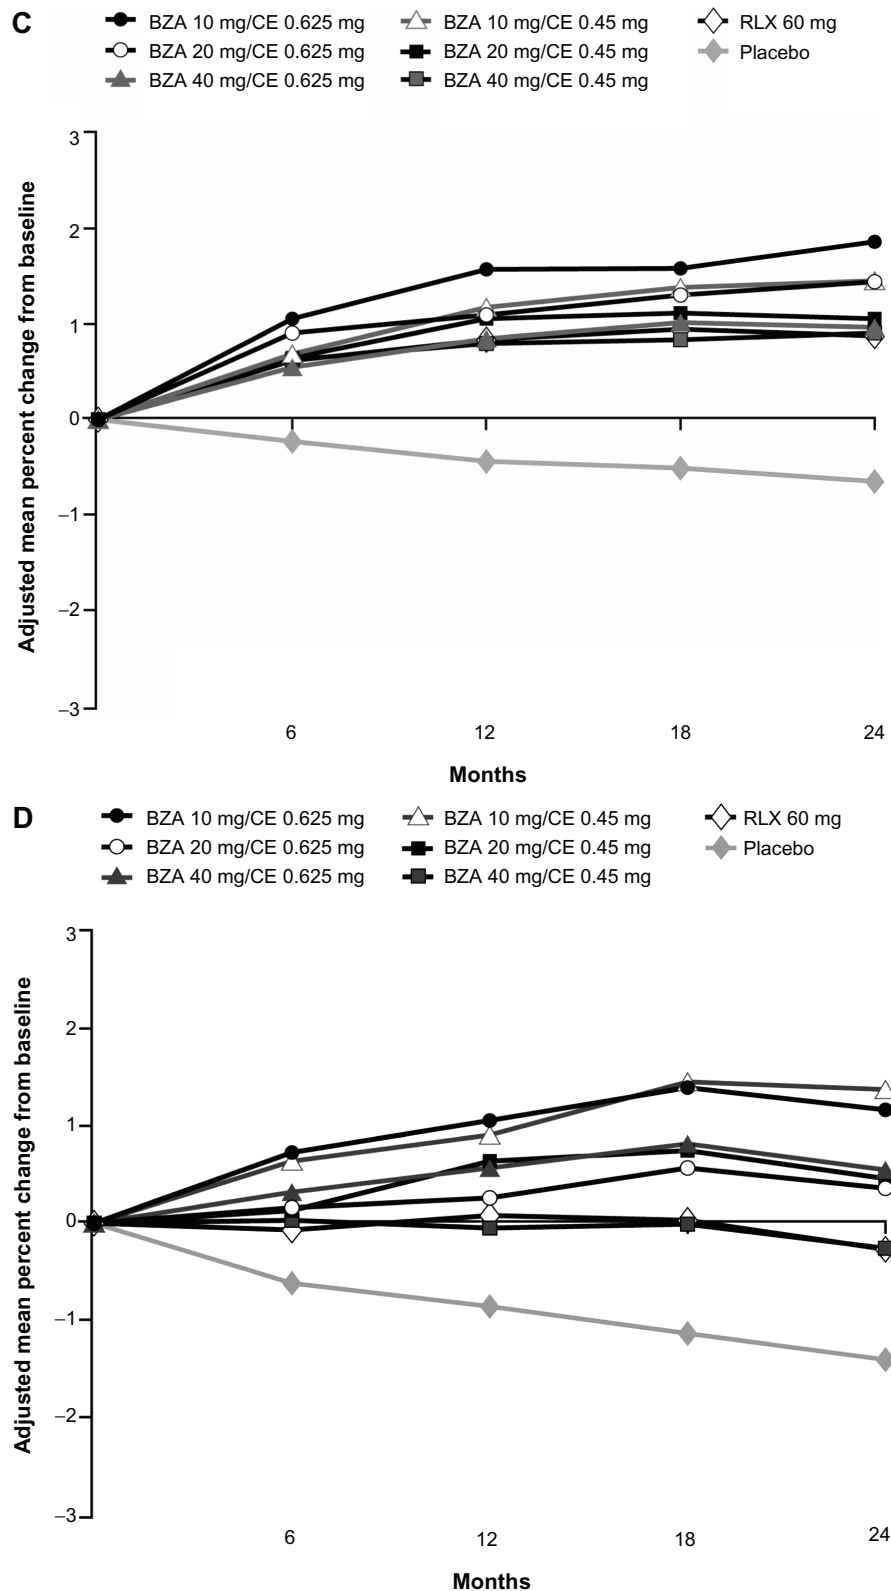 C
BZA 10 mg/CE 0.625 mg BZA 10 mg/CE 0.45 mg RLX 60 mg
BZA 20 mg/CE 0.625 mg BZA 20 mg/CE 0.45 mg Placebo
BZA 40 mg/CE 0.625 mg BZA 40 mg/CE 0.45 mg
Adjusted mean percent change from baseline
3
2
1
0
–1
–2
–3
6 12 18 24
Months
D
BZA 10 mg/CE 0.625 mg BZA 10 mg/CE 0.45 mg RLX 60 mg
BZA 20 mg/CE 0.625 mg BZA 20 mg/CE 0.45 mg Placebo
BZA 40 mg/CE 0.625 mg BZA 40 mg/CE 0.45 mg
Adjusted mean percent change from baseline
3
2
1
0
–1
–2
–3
6 12 18 24
Months